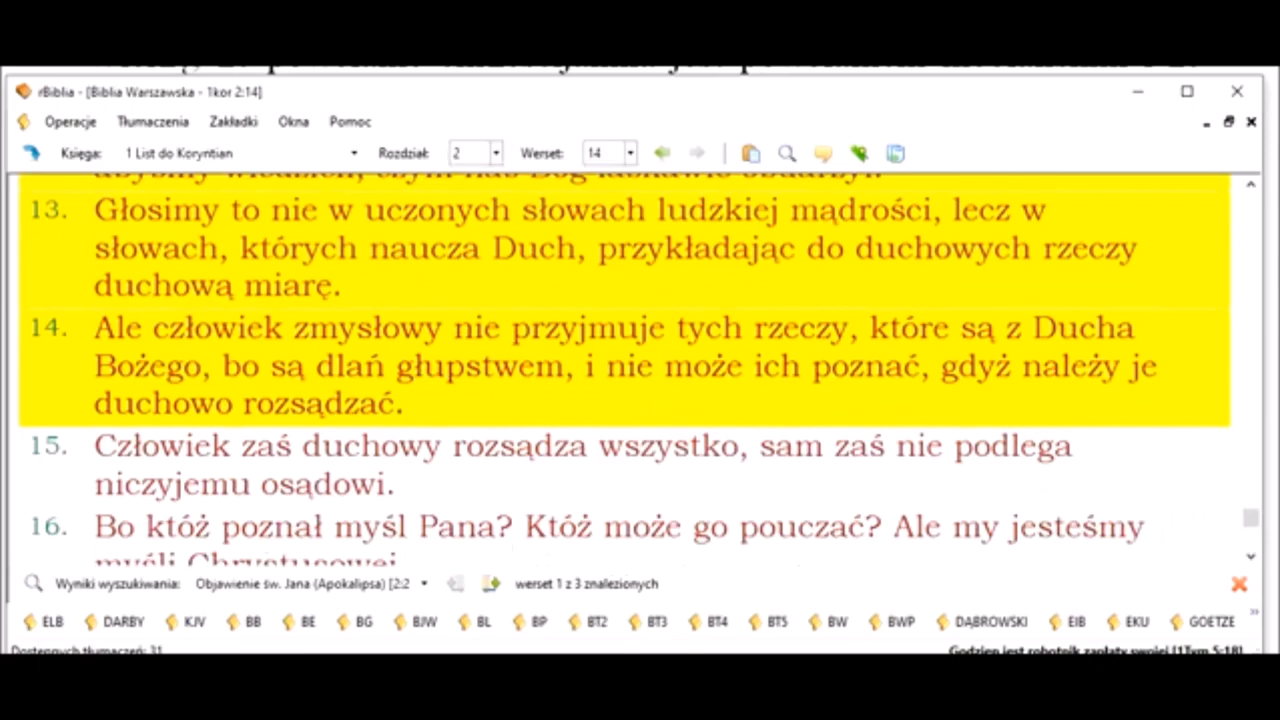 rBiblia - [Biblia Warszawska - 1kor 2:14]
Operacje Tłumaczenia Zakładki Okna Pomoc
Księga: 1 List do Koryntian Rozdział: 2 Werset: 14
13. Głosimy to nie w uczonych słowach ludzkiej mądrości, lecz w
słowach, których naucza Duch, przykładając do duchowych rzeczy
duchową miarę.
14. Ale człowiek zmysłowy nie przyjmuje tych rzeczy, które są z Ducha
Bożego, bo są dlań głupstwem, i nie może ich poznać, gdyż należy je
duchowo rozsądzać.
15. Człowiek zaś duchowy rozsądza wszystko, sam zaś nie podlega
niczyjemu osądowi.
16. Bo któż poznał myśl Pana? Któż może go pouczać? Ale my jesteśmy
myśli Chrystusowej
Wyniki wyszukiwania: Objawienie św. Jana (Apokalipsa) [2:2 werset 1 z 3 znalezionych
ELB DARBY KJV BB BE BG BJW BL BP BT2 BT3 BT4 BT5 BW BWP DĄBROWSKI EIB EKU GOETZE
Dostępnych tłumaczeń: 31 Godzien jest robotnik zapłaty swojej [1Tym 5:18]